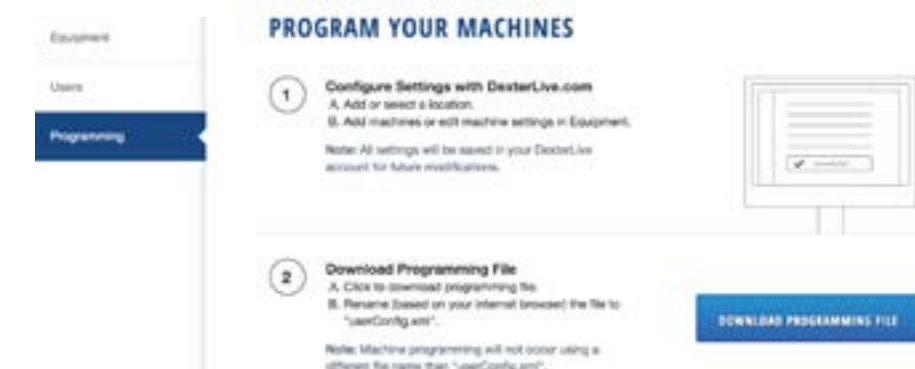 Equipment
Users
Programming
PROGRAM YOUR MACHINES
1
Configure Settings with DexterLive.com
A. Add or select a location.
B. Add machines or edit machine settings in Equipment.
Note: All settings will be saved in your DexterLive
account for future modifications.
2
Download Programming File
A. Click to download programming file.
B. Rename (based on your internet browser) the file to
"userConfig.xml".
Note: Machine programming will not occur using a
different file name than "userConfig.xml".
DOWNLOAD PROGRAMMING FILE